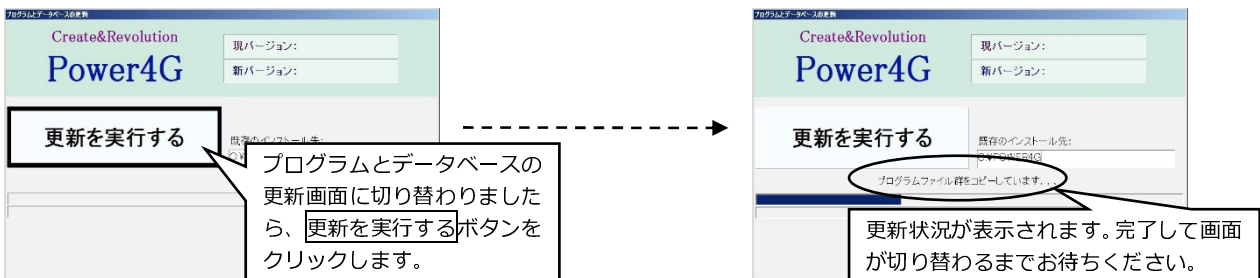 プログラムとデータベースの更新
Create&Revolution
Power4G
現バージョン:
新バージョン:
更新を実行する
既存のインストール先:
プログラムとデータベースの
更新画面に切り替わりました
ら、更新を実行するボタンを
クリックします。
プログラムとデータベースの更新
Create&Revolution
Power4G
現バージョン:
新バージョン:
更新を実行する
既存のインストール先:
C:¥POWER4G
プログラムファイル群をコピーしています...
更新状況が表示されます。完了して画面
が切り替わるまでお待ちください。